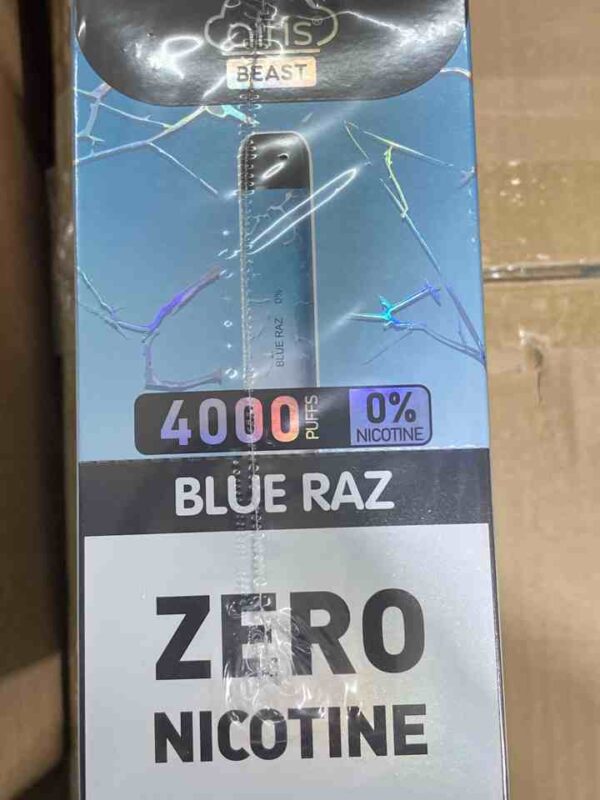 BEAST
BLUE RAZ 0%
4000 PUFFS
0%
NICOTINE
BLUE RAZ
ZERO
NICOTINE